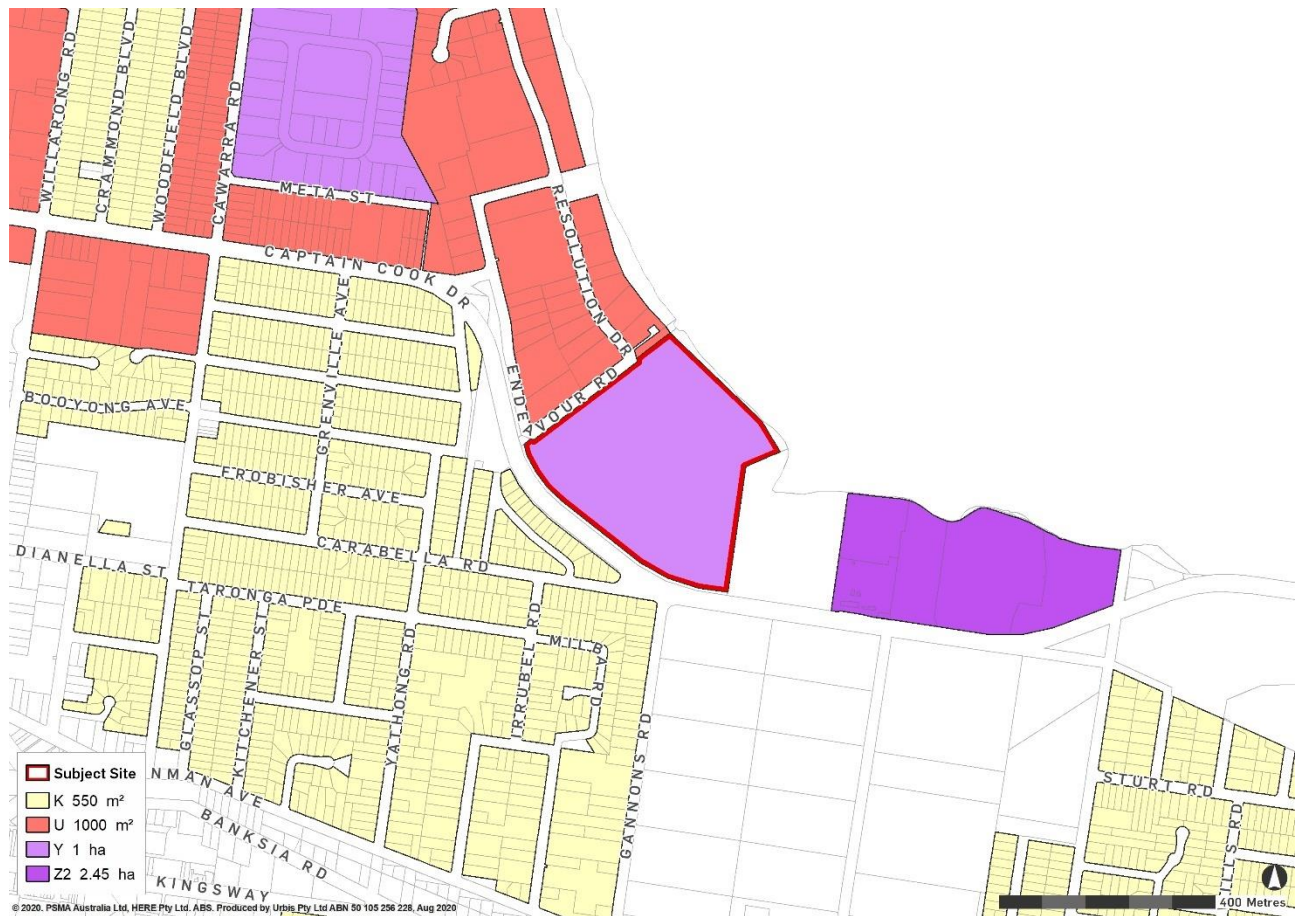 WILLARONG RD
CRAMMOND BLVD
WOODFIELD BLVD
CAWARRA RD
META ST
CAPTAIN COOK DR
RESOLUTION DR
ENDEAVOUR RD
GRENVILLE AVE
BOOYONG AVE
FROBISHER AVE
CARABELLA RD
DIANELLA ST
TARONGA PDE
GLASSOP ST
KITCHENER ST
YATHONG RD
IRRUBEL RD
MILBA RD
GANNONS RD
STURT RD
ILLS RD
NMAN AVE
BANKSIA RD
KINGSWAY
Subject Site
K 550 m²
U 1000 m²
Y 1 ha
Z2 2.45 ha
400 Metres
© 2020. PSMA Australia Ltd, HERE Pty Ltd. ABS. Produced by Urbis Pty Ltd ABN 50 105 256 228, Aug 2020